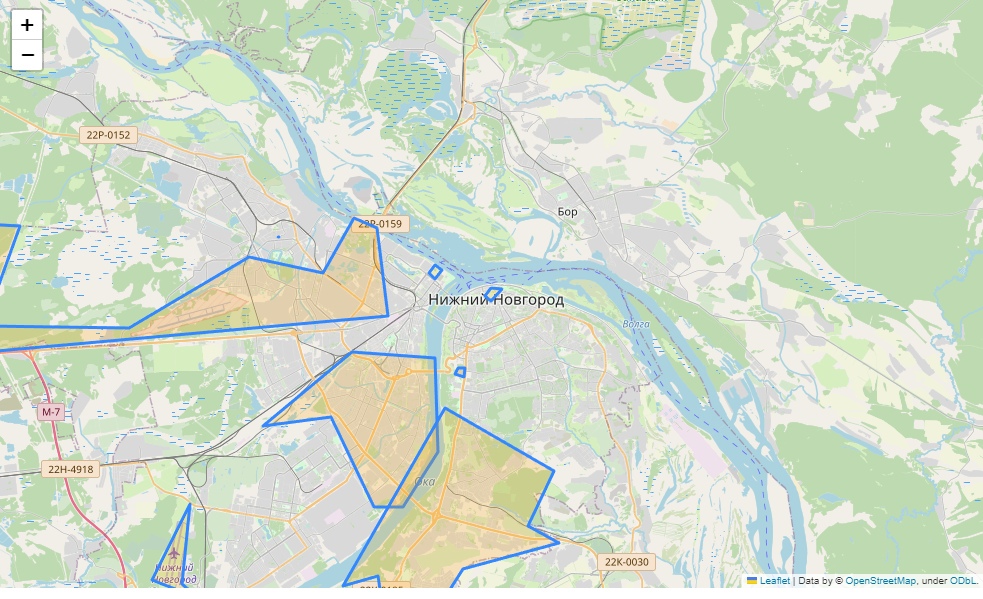 +
−
22Р-0152
22Р-0159
Бор
Нижний Новгород
Волга
М-7
22Н-4918
Ока
Нижний
Новгород
22К-0030
Leaflet | Data by © OpenStreetMap, under ODbL.